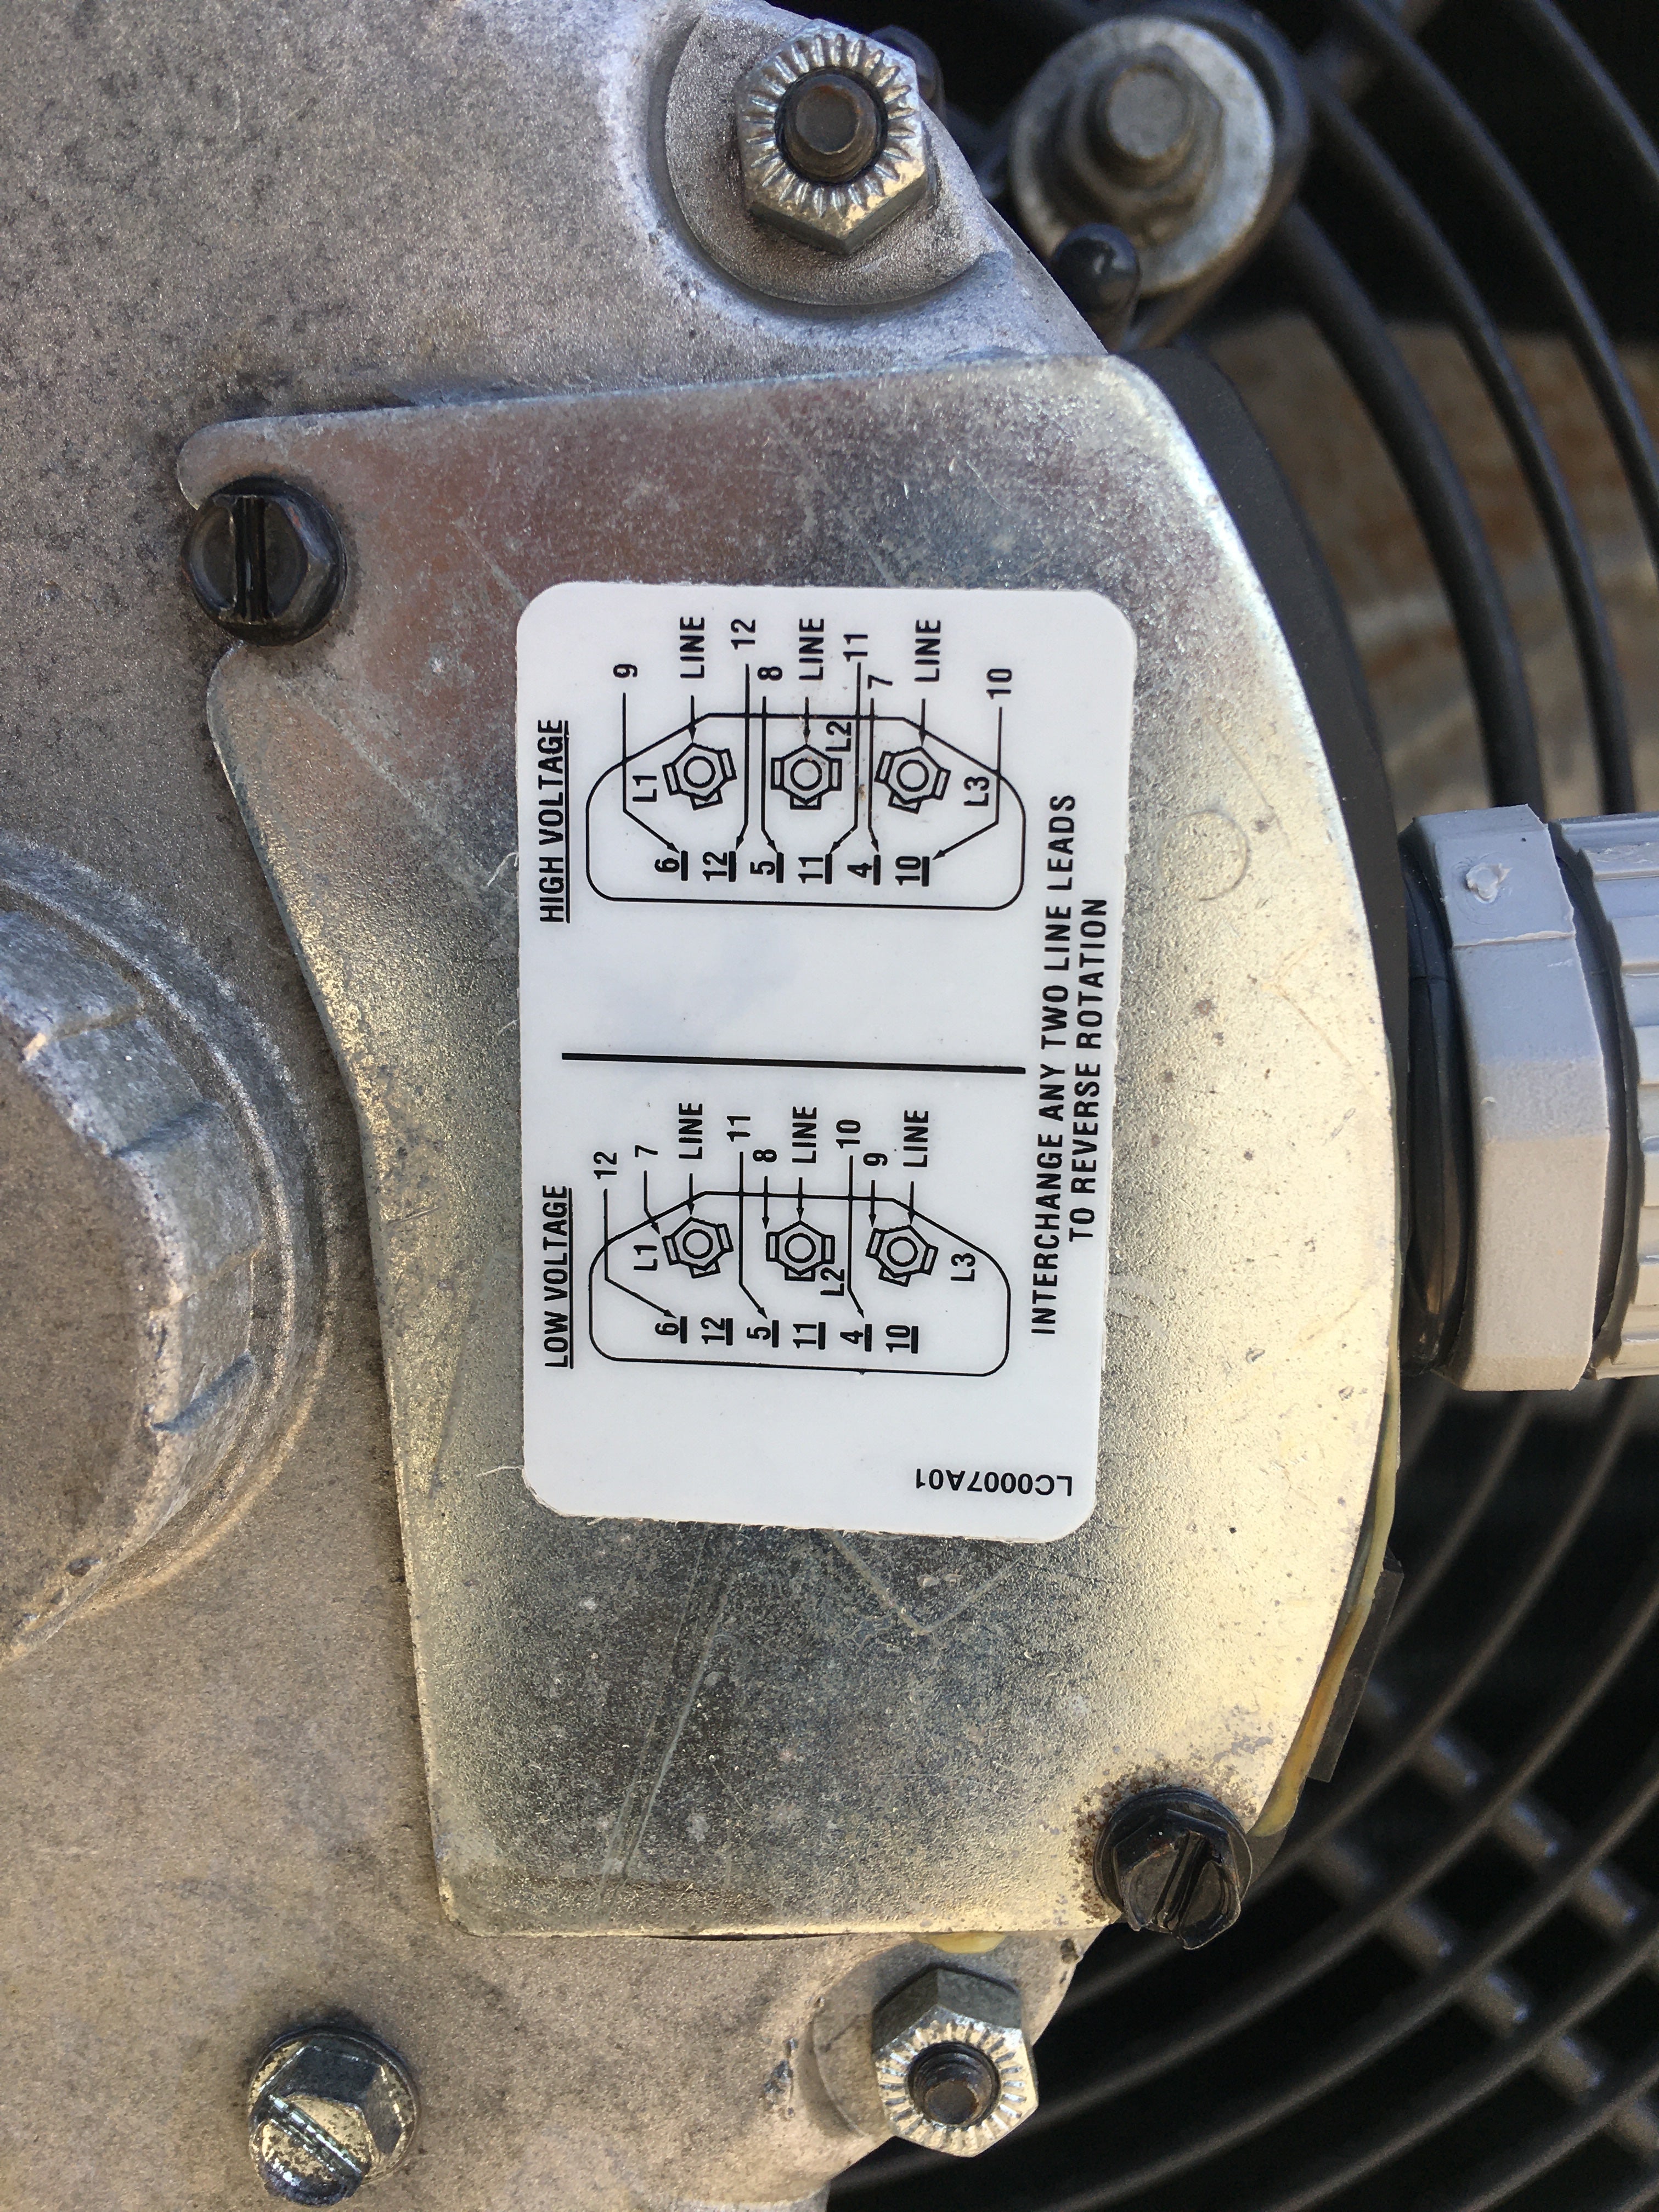 LOW VOLTAGE
12
7
LINE
11
8
LINE
10
9
LINE
L1
L2
L3
6
12
5
11
4
10
HIGH VOLTAGE
9
LINE
12
8
LINE
11
7
LINE
10
L1
L2
L3
6
12
5
11
4
10
INTERCHANGE ANY TWO LINE LEADS
TO REVERSE ROTATION
LC0007A01